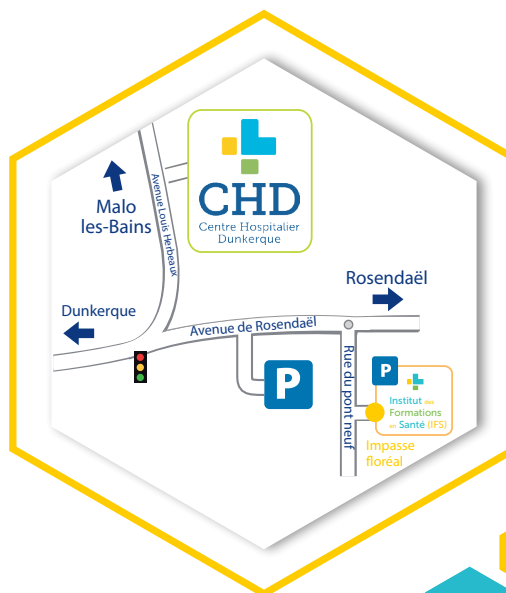 CHD
Centre Hospitalier
Dunkerque
Malo
les-Bains
Avenue Louis Herbeaux
Rosendaël
Dunkerque
Avenue de Rosendaël
P
Rue du pont neuf
P
Institut des
Formations
en Santé (IFS)
Impasse
floréal